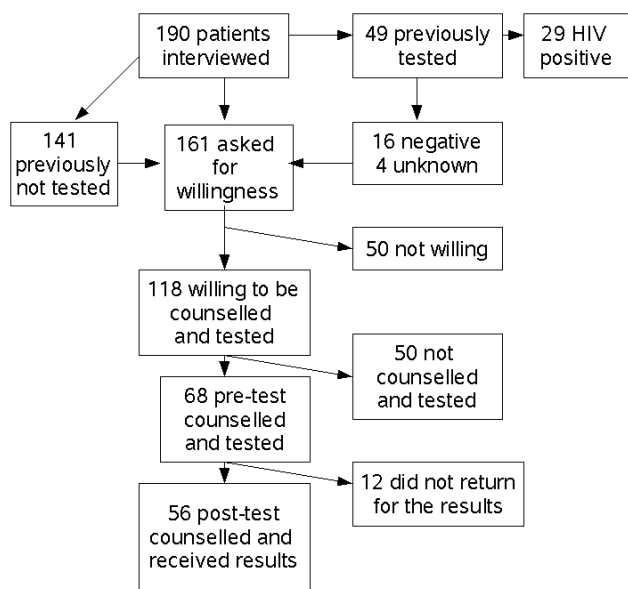 190 patients
interviewed
49 previously
tested
29 HIV
positive
141
previously
not tested
161 asked
for
willingness
16 negative
4 unknown
50 not willing
118 willing to be
counselled
and tested
50 not
counselled
and tested
68 pre-test
counselled
and tested
12 did not return
for the results
56 post-test
counselled and
received results